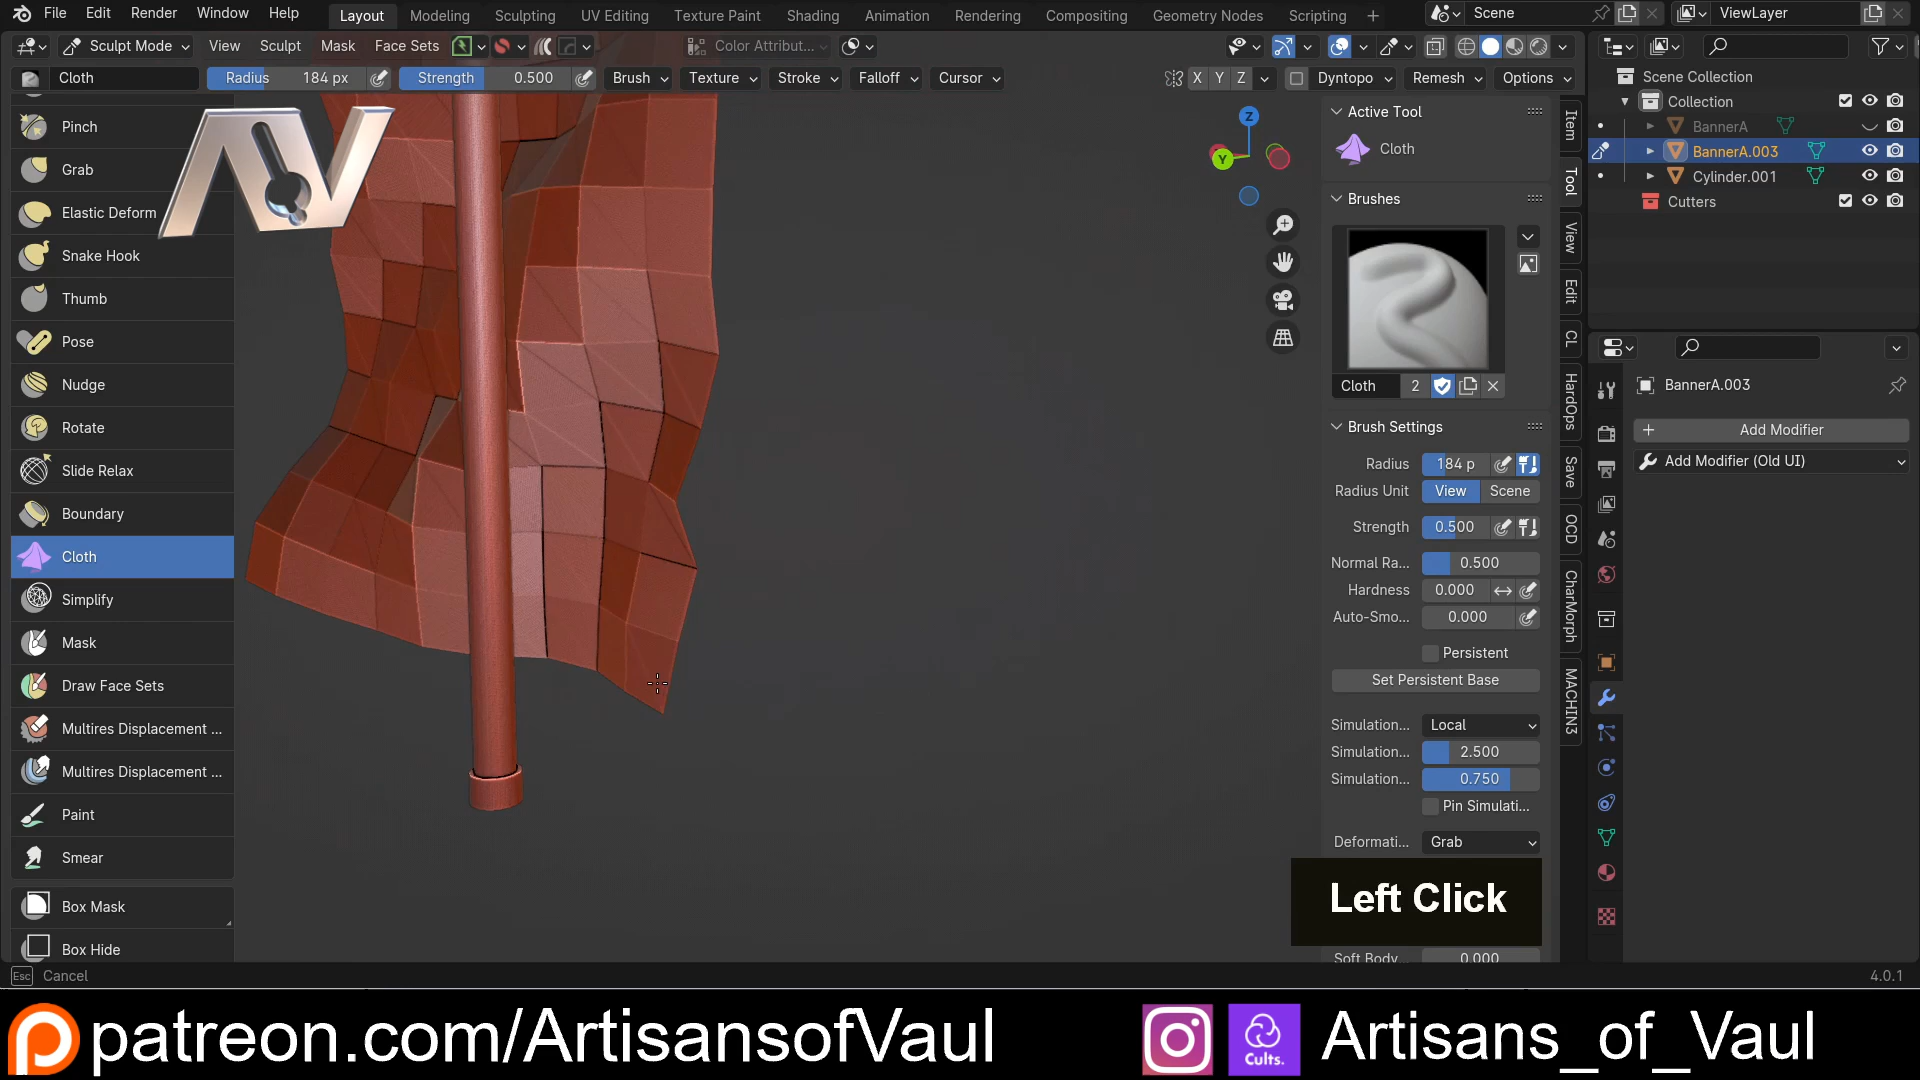 File Edit Render Window Help Layout Modeling Sculpting UV Editing Texture Paint Shading Animation Rendering Compositing Geometry Nodes Scripting + Scene ViewLayer
Sculpt Mode View Sculpt Mask Face Sets Color Attribut...
Cloth Radius 184 px Strength 0.500 Brush Texture Stroke Falloff Cursor X Y Z Dyntopo Remesh Options
Pinch
Grab
Elastic Deform
Snake Hook
Thumb
Pose
Nudge
Rotate
Slide Relax
Boundary
Cloth
Simplify
Mask
Draw Face Sets
Multires Displacement ...
Multires Displacement ...
Paint
Smear
Box Mask
Box Hide
AV
Z
Y
Active Tool
Cloth
Brushes
Cloth 2
Brush Settings
Radius 184 p
Radius Unit View Scene
Strength 0.500
Normal Ra... 0.500
Hardness 0.000
Auto-Smo... 0.000
Persistent
Set Persistent Base
Simulation... Local
Simulation... 2.500
Simulation... 0.750
Pin Simulati...
Deformati... Grab
Left Click
Soft Body... 0.000
Item
Tool
View
Edit
CL
HardOps
Save
OCD
CharMorph
MACHIN3
Scene Collection
Collection
BannerA
BannerA.003
Cylinder.001
Cutters
BannerA.003
Add Modifier
Add Modifier (Old UI)
Esc Cancel 4.0.1
patreon.com/ArtisansofVaul Cults. Artisans_of_Vaul